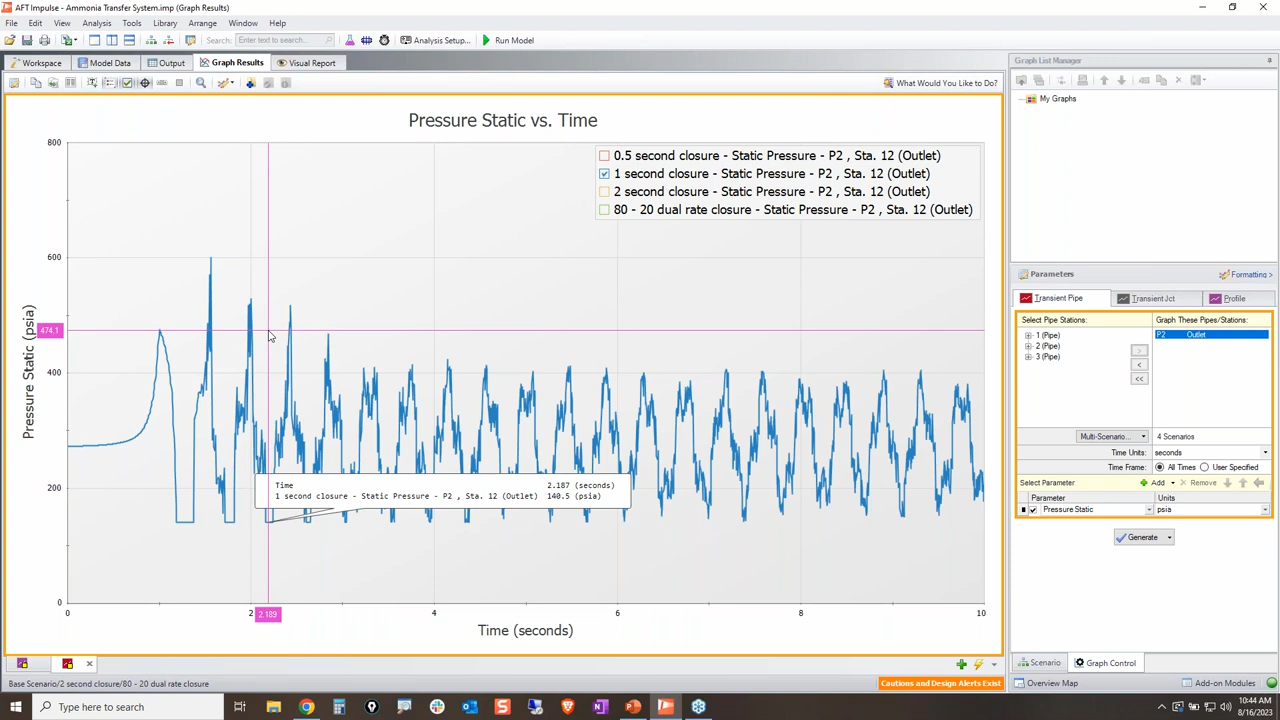 AFT Impulse - Ammonia Transfer System.imp (Graph Results)
File Edit View Analysis Tools Library Arrange Window Help
Search: Enter text to search... Analysis Setup... Run Model
Workspace Model Data Output Graph Results Visual Report
What Would You Like to Do?
Pressure Static vs. Time
0.5 second closure - Static Pressure - P2 , Sta. 12 (Outlet)
1 second closure - Static Pressure - P2 , Sta. 12 (Outlet)
2 second closure - Static Pressure - P2 , Sta. 12 (Outlet)
80 - 20 dual rate closure - Static Pressure - P2 , Sta. 12 (Outlet)
Pressure Static (psia)
800
600
474.1
400
200
0
Time 2.187 (seconds)
1 second closure - Static Pressure - P2 , Sta. 12 (Outlet) 140.5 (psia)
0 2 2.189 4 6 8 10
Time (seconds)
Graph List Manager
My Graphs
Parameters Formatting >
Transient Pipe Transient Jct Profile
Select Pipe Stations: Graph These Pipes/Stations:
1 (Pipe) P2 Outlet
2 (Pipe)
3 (Pipe)
>
<
<<
Multi-Scenario... 4 Scenarios
Time Units: seconds
Time Frame: All Times User Specified
Select Parameter Add Remove
Parameter Units
Pressure Static psia
Generate
Scenario Graph Control
Base Scenario/2 second closure/80 - 20 dual rate closure Cautions and Design Alerts Exist Overview Map Add-on Modules
Type here to search
10:44 AM
8/16/2023